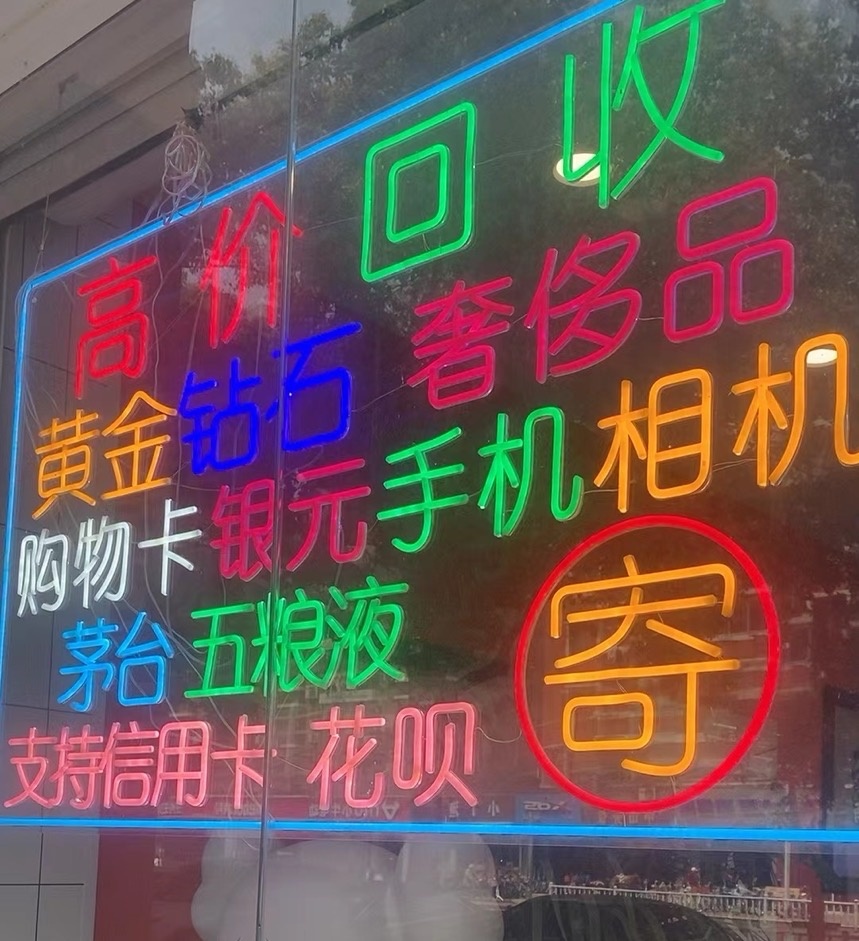 高价回收
黄金钻石奢侈品
购物卡银元手机相机
茅台五粮液
支持信用卡 花呗
寄